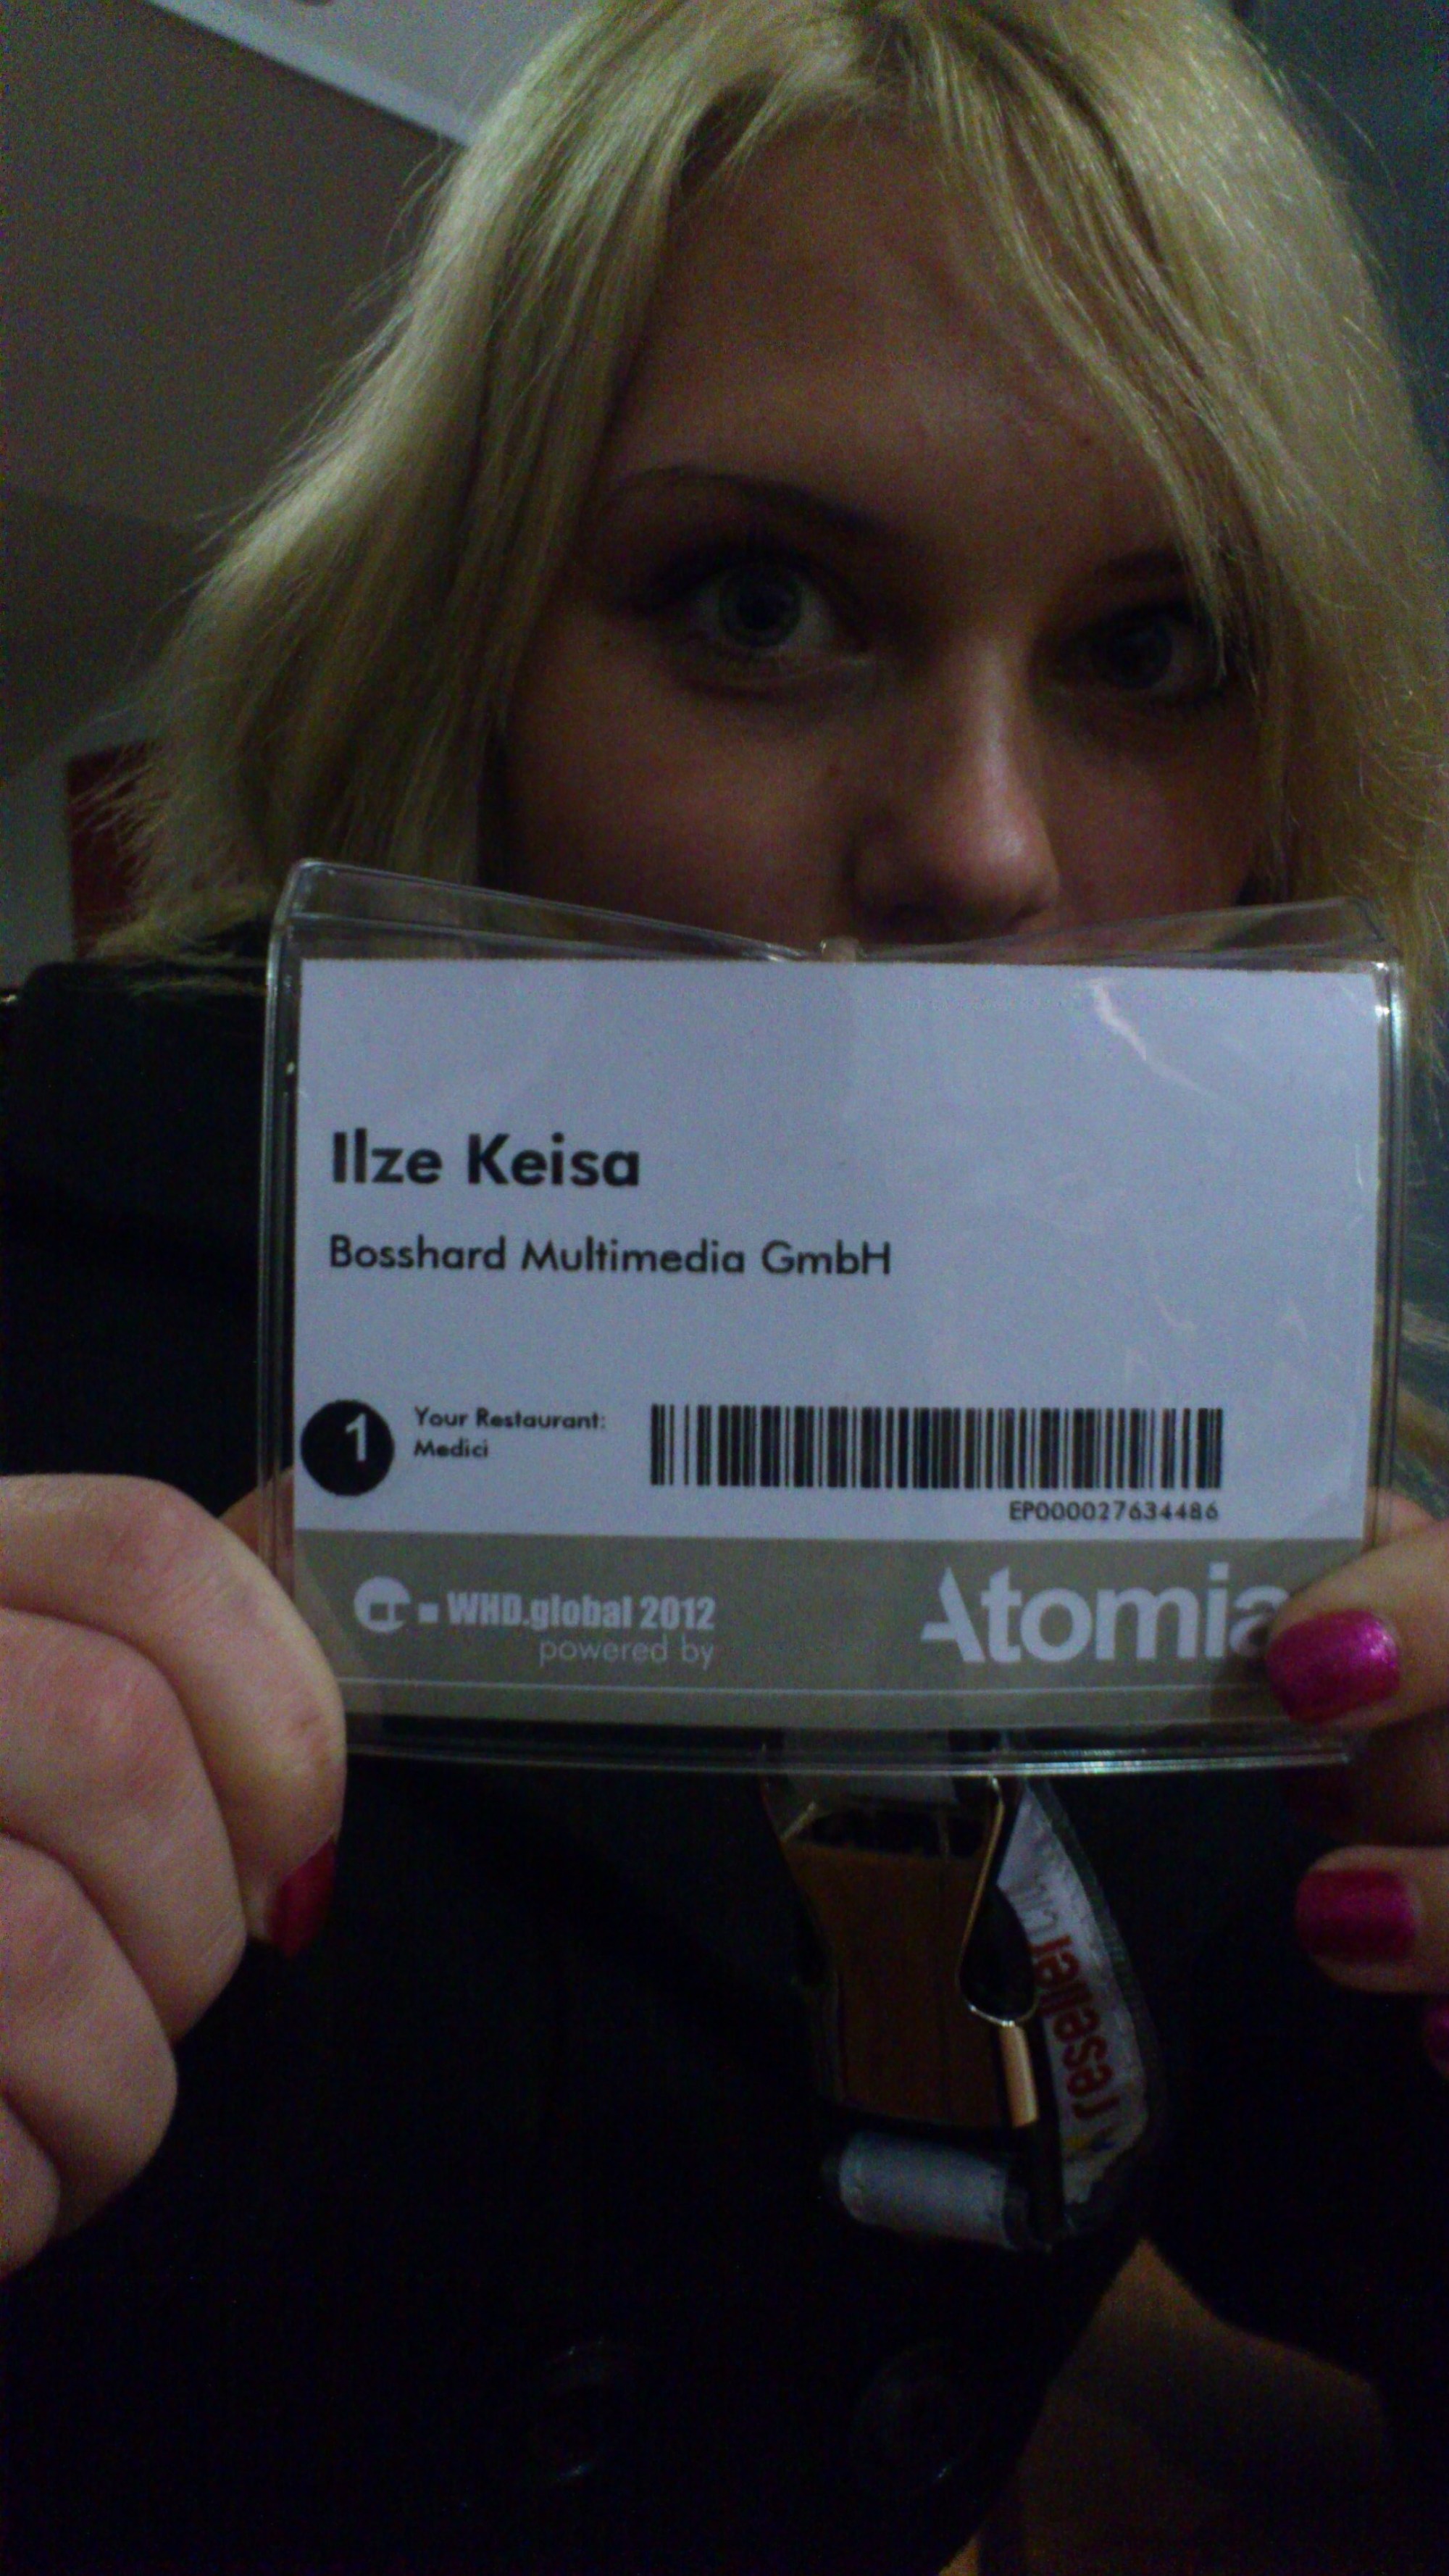 Ilze Keisa
Bosshard Multimedia GmbH
1
Your Restaurant:
Medici
EP000027634486
WHD.global 2012
powered by
Atomia
reseller